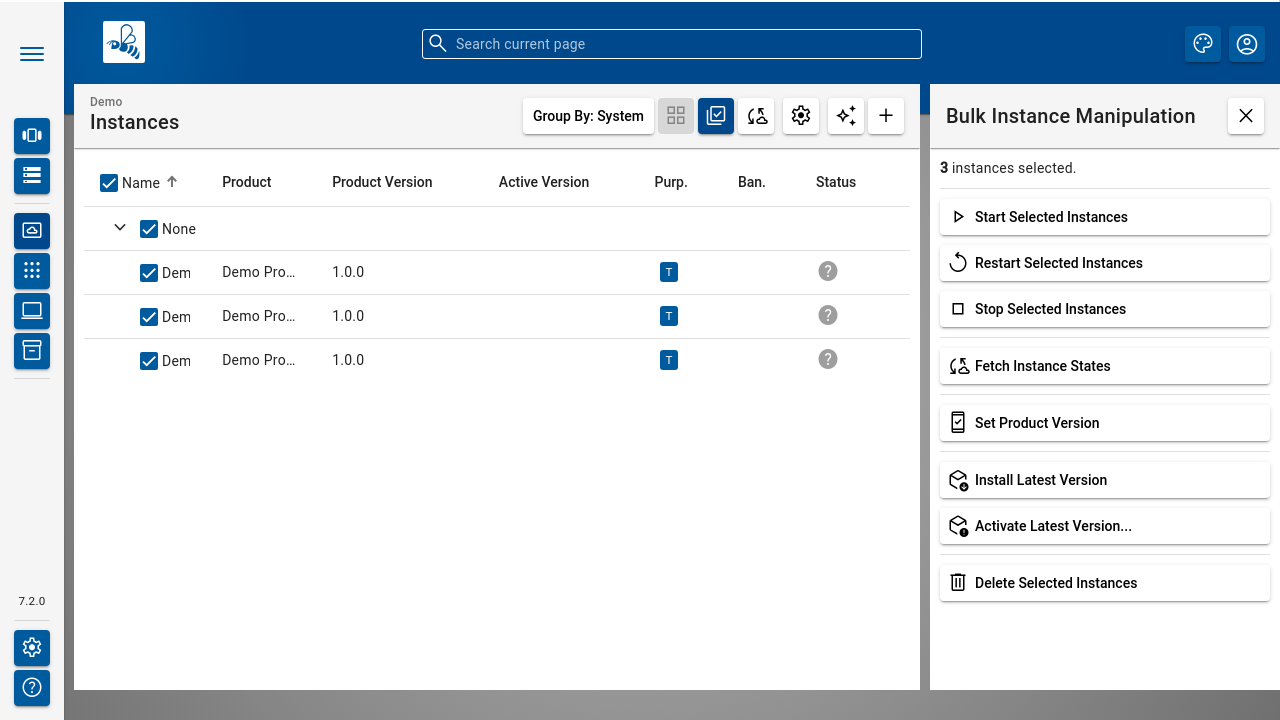 Search current page
Demo
Instances
Group By: System
Bulk Instance Manipulation
3 instances selected.
Name Product Product Version Active Version Purp. Ban. Status
None
Dem Demo Pro... 1.0.0 T ?
Dem Demo Pro... 1.0.0 T ?
Dem Demo Pro... 1.0.0 T ?
Start Selected Instances
Restart Selected Instances
Stop Selected Instances
Fetch Instance States
Set Product Version
Install Latest Version
Activate Latest Version...
Delete Selected Instances
7.2.0